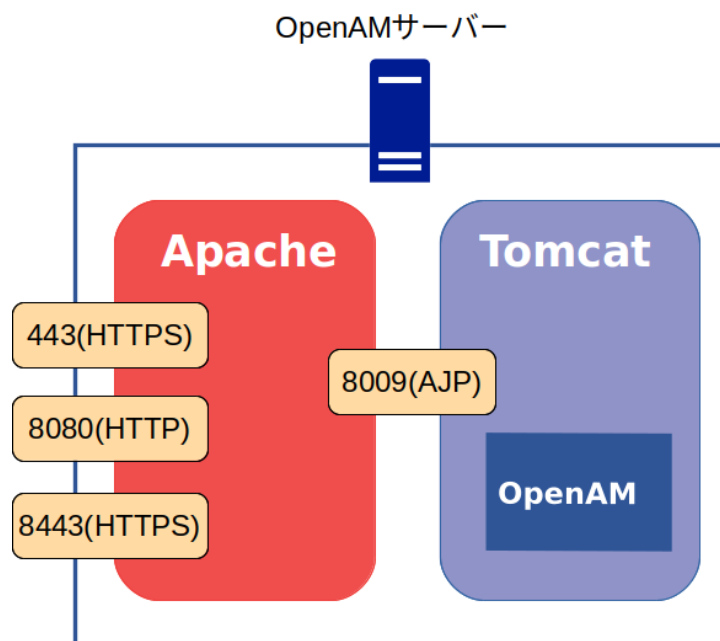 OpenAMサーバー
Apache
Tomcat
443(HTTPS)
8009(AJP)
8080(HTTP)
OpenAM
8443(HTTPS)